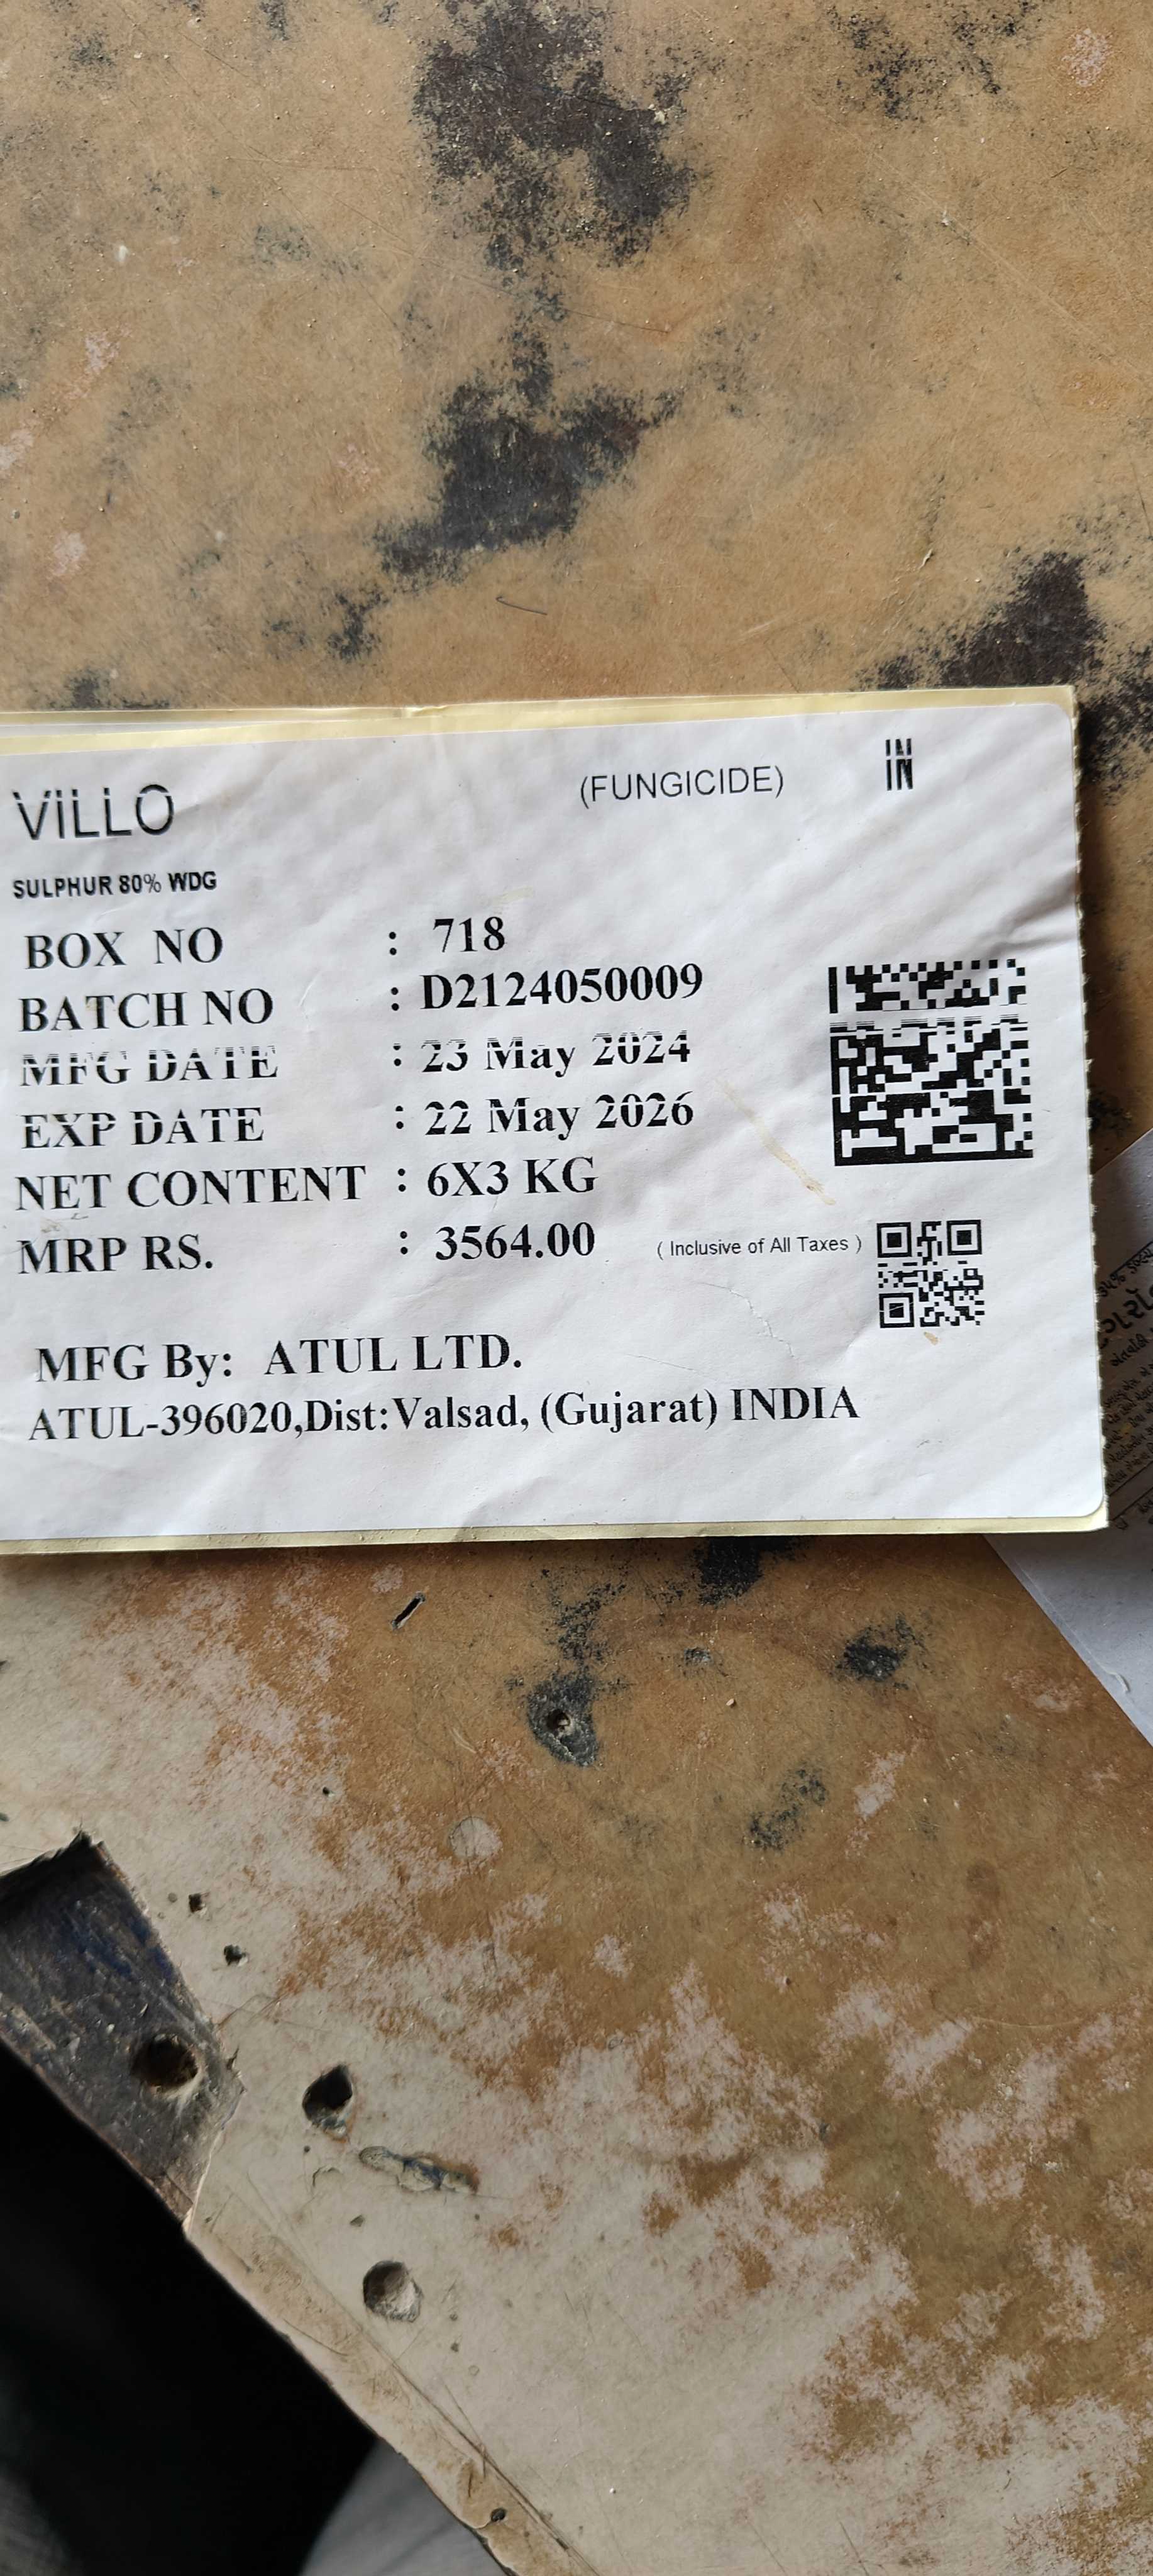 VILLO (FUNGICIDE) IN
SULPHUR 80% WDG
BOX NO : 718
BATCH NO : D2124050009
MFG DATE : 23 May 2024
EXP DATE : 22 May 2026
NET CONTENT : 6X3 KG
MRP RS. : 3564.00 ( Inclusive of All Taxes )
MFG By: ATUL LTD.
ATUL-396020,Dist:Valsad, (Gujarat) INDIA